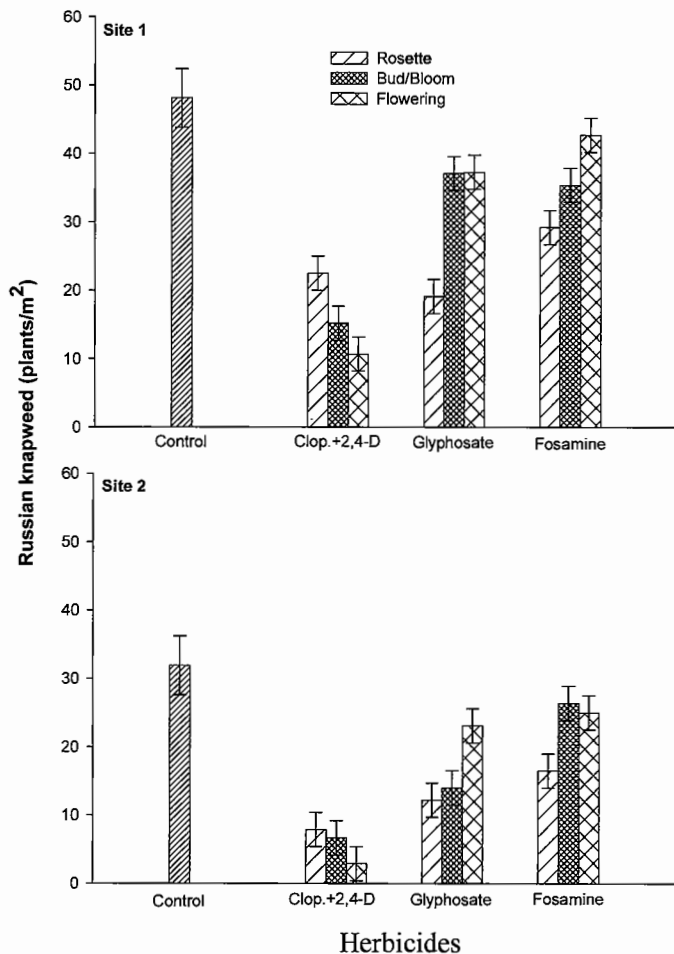 Site 1
Rosette
Bud/Bloom
Flowering
60
50
40
30
20
10
0
Control
Clop.+2,4-D
Glyphosate
Fosamine
Russian knapweed (plants/m²)
Site 2
60
50
40
30
20
10
0
Control
Clop.+2,4-D
Glyphosate
Fosamine
Herbicides